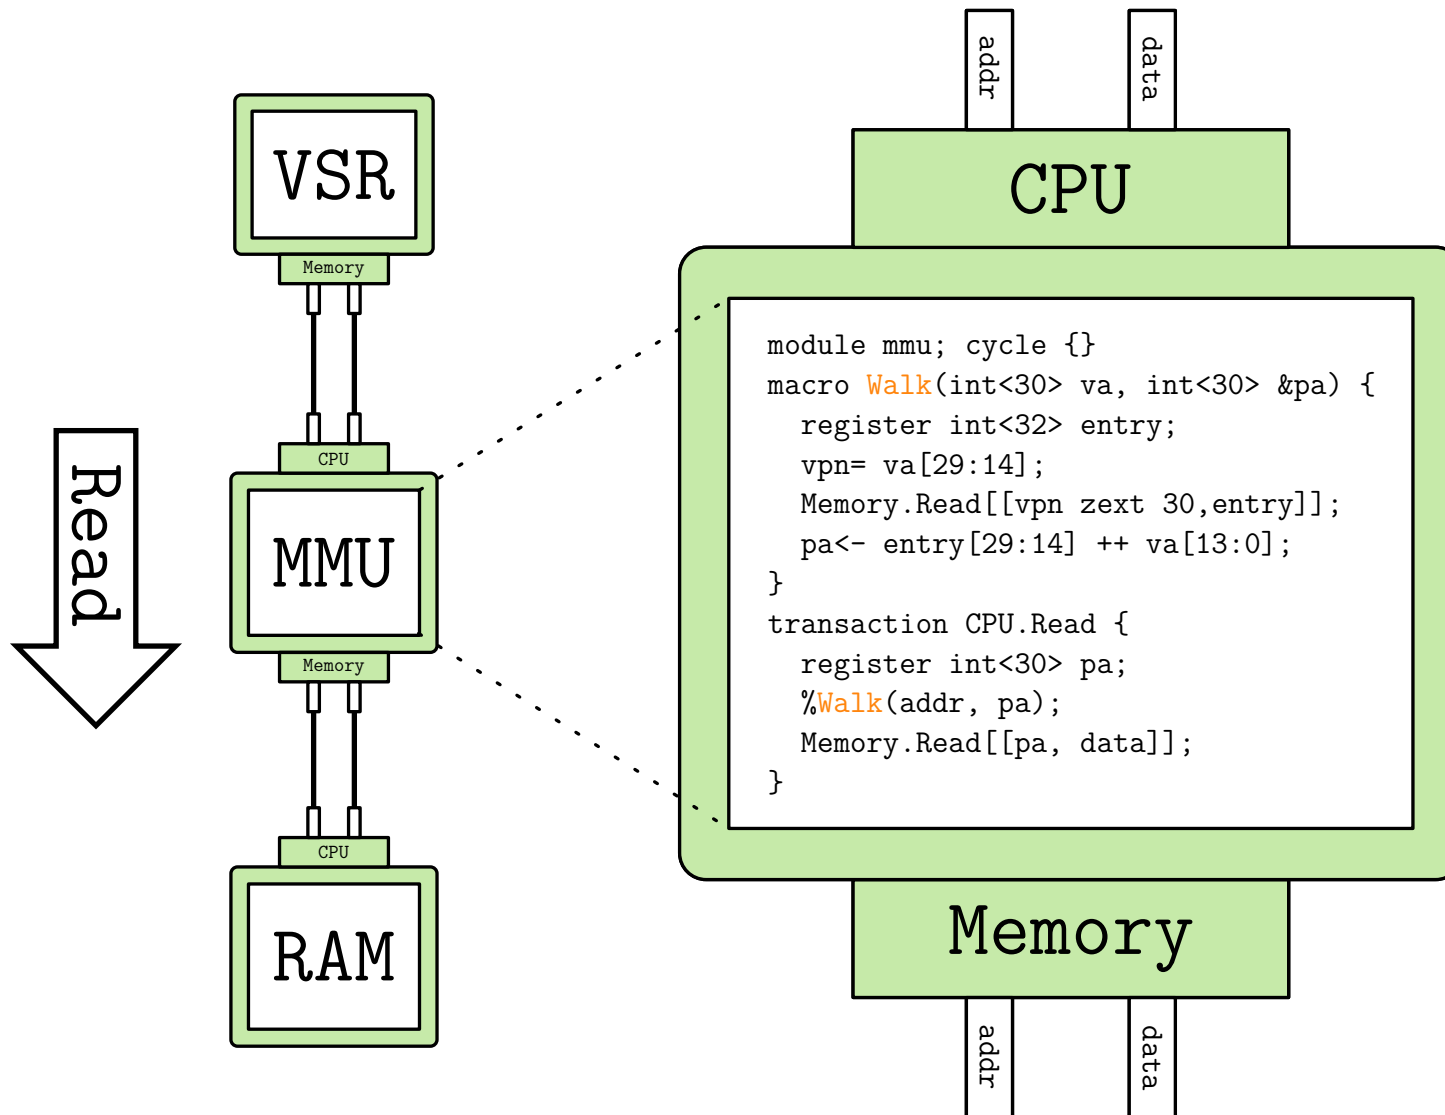 VSR
Memory
CPU
MMU
Memory
CPU
RAM
Read
addr
data
CPU
module mmu; cycle {}
macro Walk(int<30> va, int<30> &pa) {
  register int<32> entry;
  vpn= va[29:14];
  Memory.Read[[vpn zext 30,entry]];
  pa<- entry[29:14] ++ va[13:0];
}
transaction CPU.Read {
  register int<30> pa;
  %Walk(addr, pa);
  Memory.Read[[pa, data]];
}
Memory
addr
data